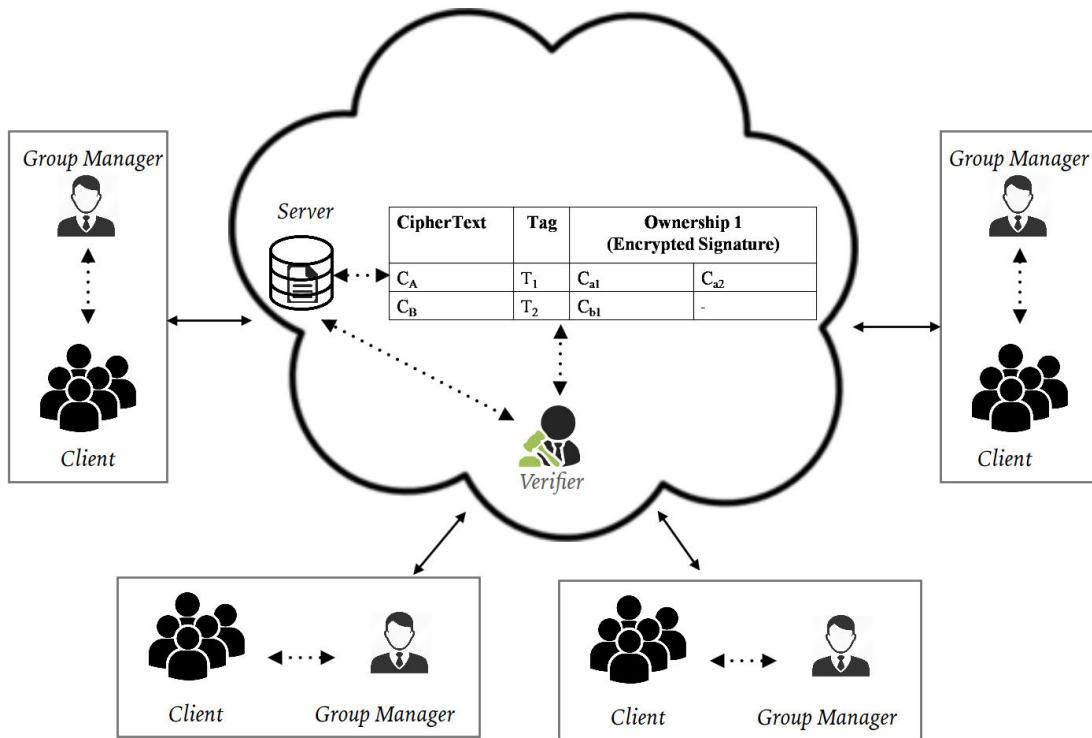 Group Manager
Client
Server
CipherText Tag Ownership 1
(Encrypted Signature)
C_A T_1 C_a1 C_a2
C_B T_2 C_b1 -
Verifier
Group Manager
Client
Client Group Manager
Client Group Manager